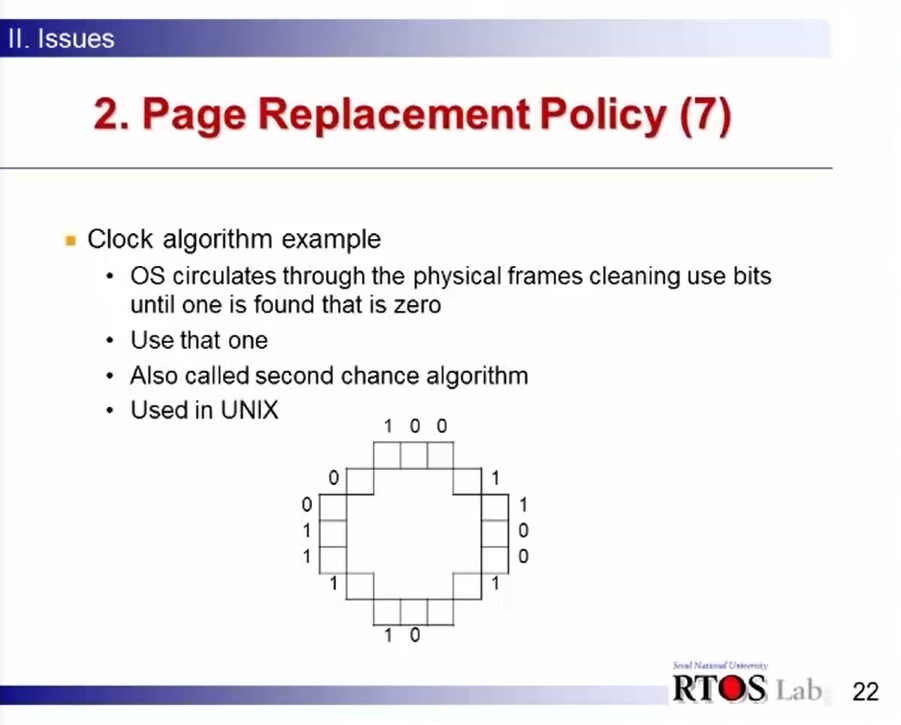 II. Issues
2. Page Replacement Policy (7)
Clock algorithm example
• OS circulates through the physical frames cleaning use bits
until one is found that is zero
• Use that one
• Also called second chance algorithm
• Used in UNIX
1 0 0
0 1
0 1
1 0
1 0
1 1
1 0
Seoul National University
RTOS Lab 22